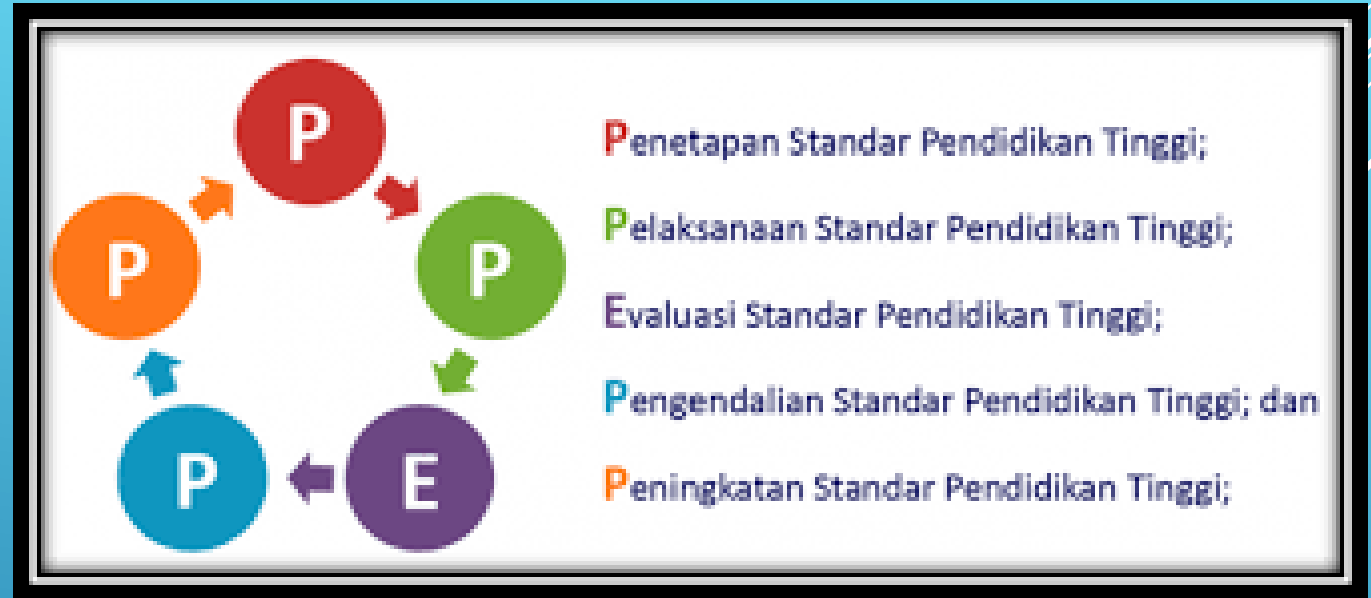 P
P
E
P
P
Penetapan Standar Pendidikan Tinggi;
Pelaksanaan Standar Pendidikan Tinggi;
Evaluasi Standar Pendidikan Tinggi;
Pengendalian Standar Pendidikan Tinggi; dan
Peningkatan Standar Pendidikan Tinggi;